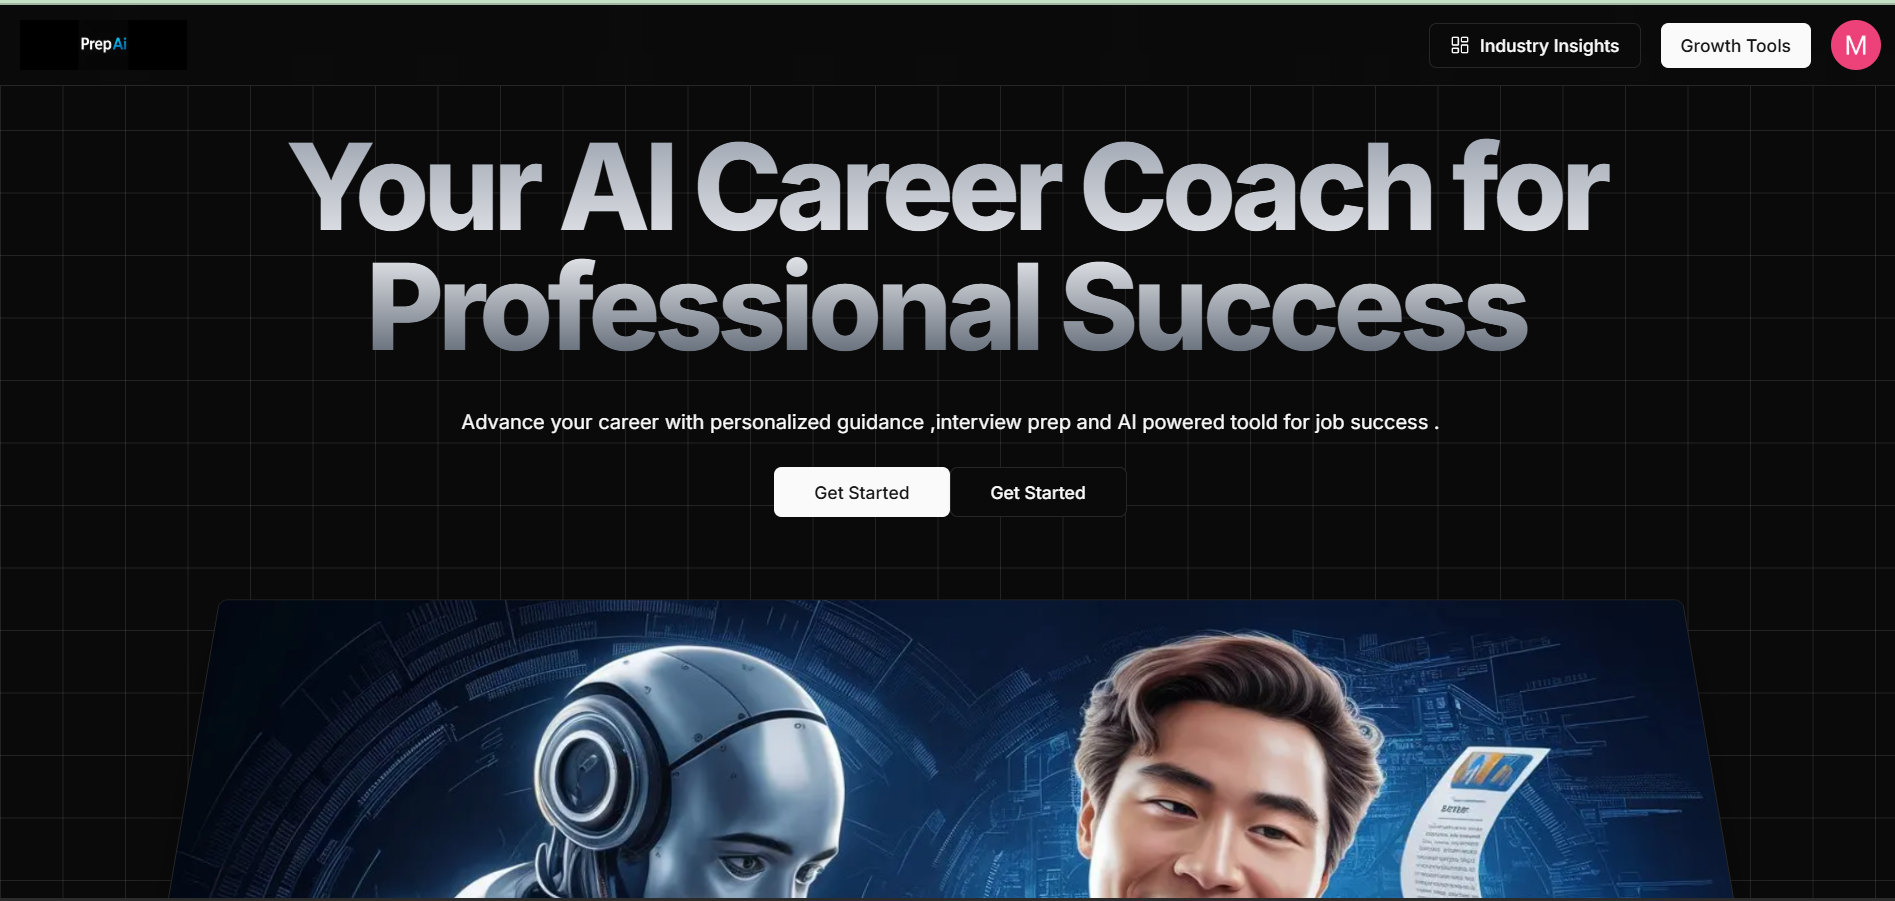 PrepAi
Industry Insights
Growth Tools
M
Your AI Career Coach for
Professional Success
Advance your career with personalized guidance ,interview prep and AI powered toold for job success .
Get Started
Get Started